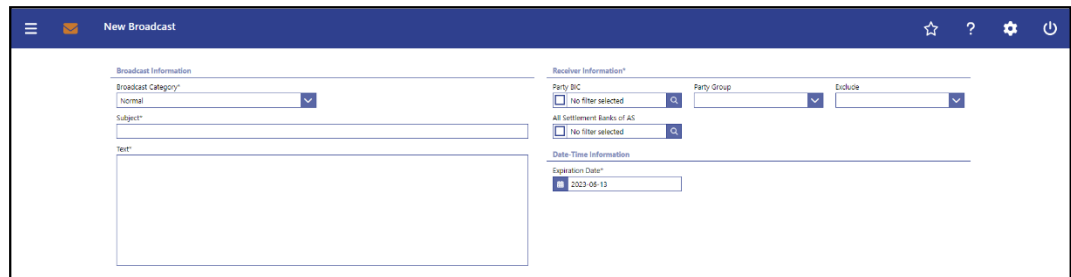 New Broadcast
?
Broadcast Information
Broadcast Category*
Normal
Subject*
Text*
Receiver Information*
Party BIC
Party Group
Exclude
No filter selected
All Settlement Banks of AS
No filter selected
Date-Time Information
Expiration Date*
2023-06-13